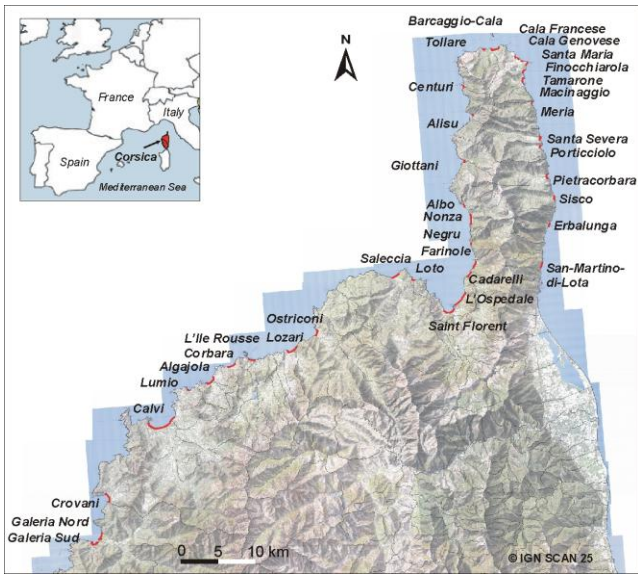 France
Italy
Spain
Corsica
Mediterranean Sea
N
Barcaggio-Cala
Tollare
Cala Francese
Cala Genovese
Santa Maria
Finocchiarola
Tamarone
Macinaggio
Centuri
Meria
Alisu
Santa Severa
Porticciolo
Giottani
Pietracorbara
Sisco
Albo
Nonza
Erbalunga
Negru
Farinole
Saleccia
Loto
San-Martino-
di-Lota
Cadarelli
L'Ospedale
Saint Florent
Ostriconi
L'Ile Rousse
Lozari
Corbara
Algajola
Lumio
Calvi
Crovani
Galeria Nord
Galeria Sud
0 5 10 km
© IGN SCAN 25